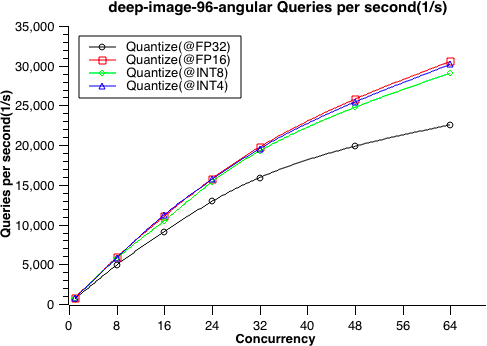 deep-image-96-angular Queries per second(1/s)
Queries per second(1/s)
35,000
30,000
25,000
20,000
15,000
10,000
5,000
0
Quantize(@FP32)
Quantize(@FP16)
Quantize(@INT8)
Quantize(@INT4)
0 8 16 24 32 40 48 56 64
Concurrency